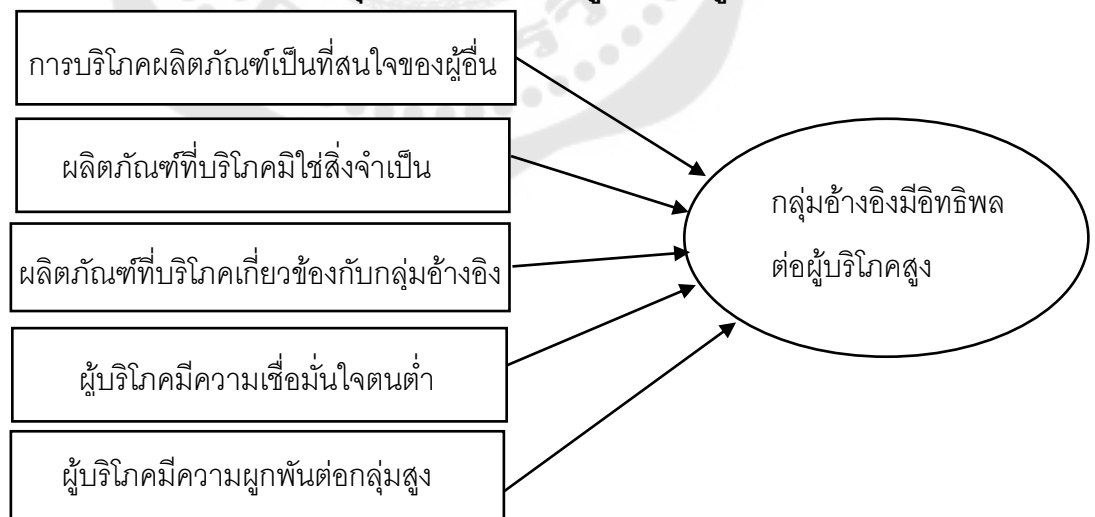 การบริโภคผลิตภัณฑ์เป็นที่สนใจของผู้อื่น
ผลิตภัณฑ์ที่บริโภคมิใช่สิ่งจำเป็น
ผลิตภัณฑ์ที่บริโภคเกี่ยวข้องกับกลุ่มอ้างอิง
ผู้บริโภคมีความเชื่อมั่นใจตนต่ำ
ผู้บริโภคมีความผูกพันต่อกลุ่มสูง
กลุ่มอ้างอิงมีอิทธิพล
ต่อผู้บริโภคสูง